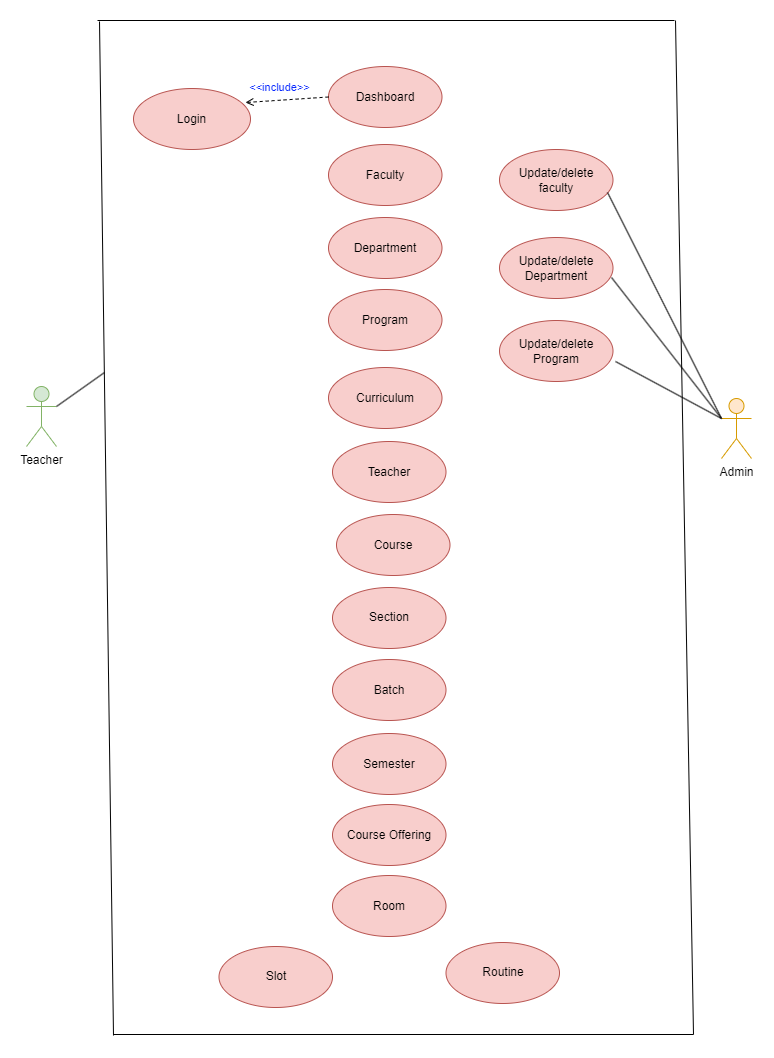 <<include>>
Dashboard
Login
Faculty
Update/delete
faculty
Department
Update/delete
Department
Program
Update/delete
Program
Curriculum
Teacher
Admin
Teacher
Course
Section
Batch
Semester
Course Offering
Room
Slot
Routine